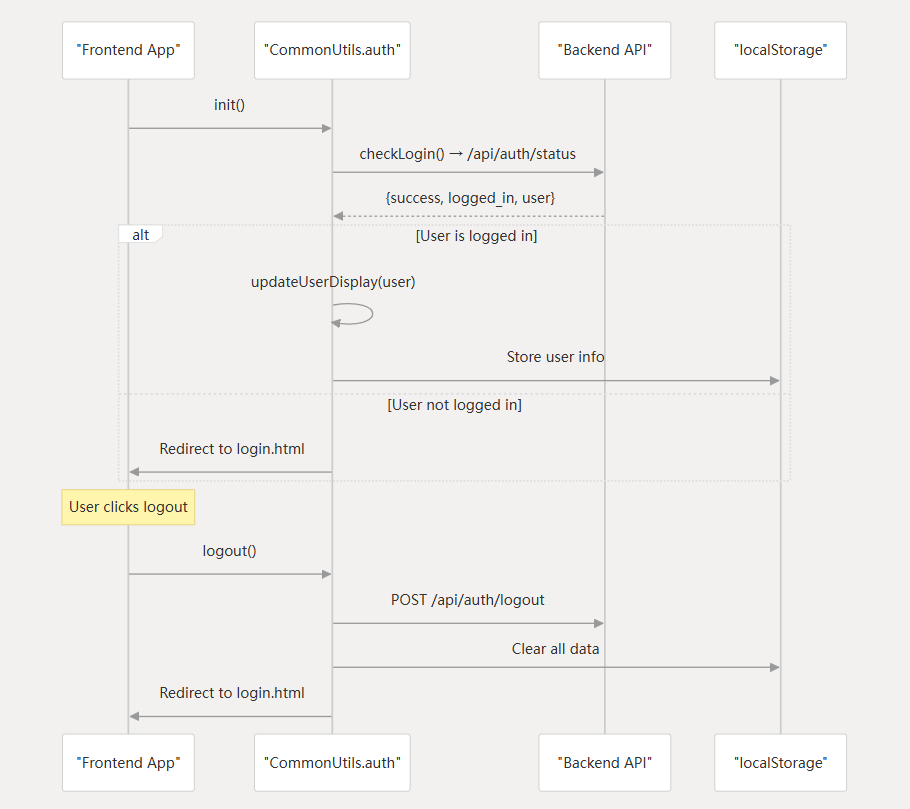 "Frontend App"
"CommonUtils.auth"
"Backend API"
"localStorage"
init()
checkLogin() → /api/auth/status
{success, logged_in, user}
alt
[User is logged in]
updateUserDisplay(user)
Store user info
[User not logged in]
Redirect to login.html
User clicks logout
logout()
POST /api/auth/logout
Clear all data
Redirect to login.html
"Frontend App"
"CommonUtils.auth"
"Backend API"
"localStorage"